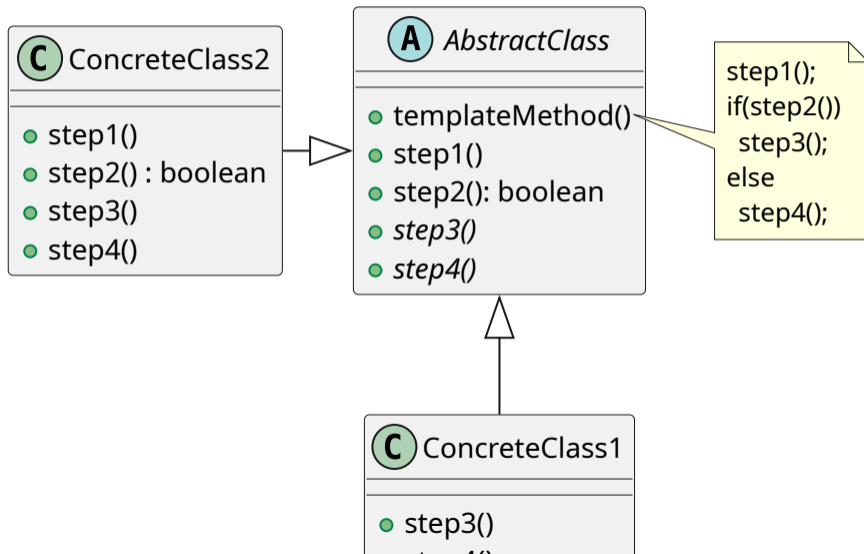 C ConcreteClass2
step1()
step2() : boolean
step3()
step4()
A AbstractClass
templateMethod()
step1()
step2(): boolean
step3()
step4()
step1();
if(step2())
step3();
else
step4();
C ConcreteClass1
step3()